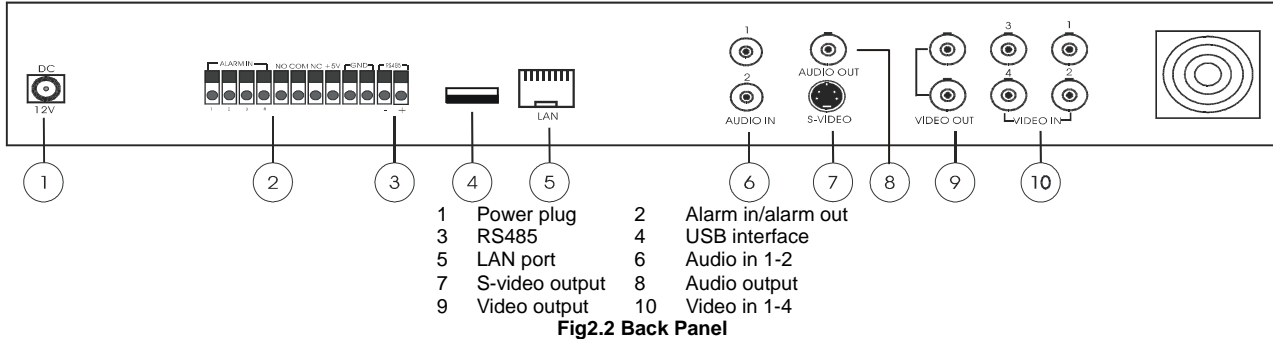 3 1
1
DC
ALARM IN NO COM NC +5V GND RS485
AUDIO OUT
2 4 2
1 2 3 4 - +
12V LAN AUDIO IN S-VIDEO VIDEO OUT VIDEO IN
1 2 3 4 5 6 7 8 9 10
1 Power plug 2 Alarm in/alarm out
3 RS485 4 USB interface
5 LAN port 6 Audio in 1-2
7 S-video output 8 Audio output
9 Video output 10 Video in 1-4
Fig2.2 Back Panel